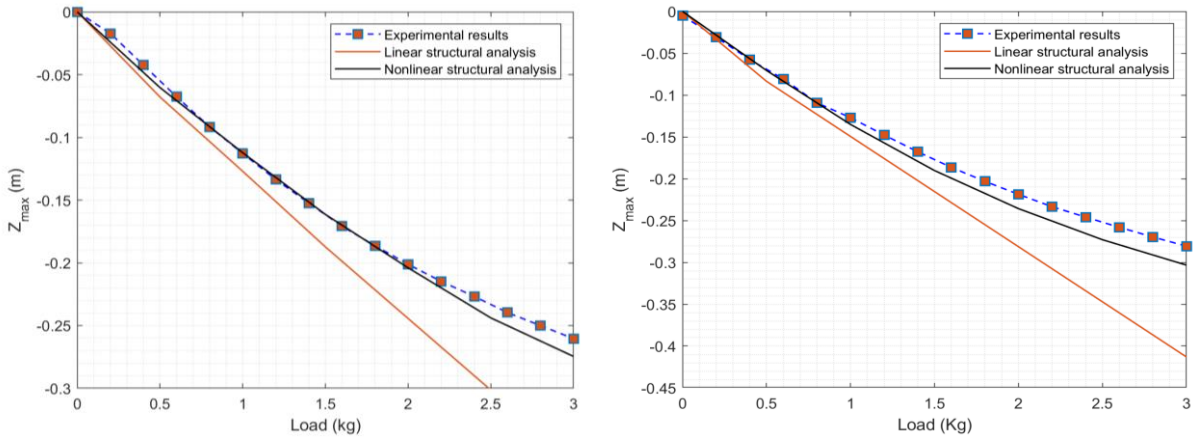 0
-0.05
-0.1
-0.15
-0.2
-0.25
-0.3
Z_max (m)
0 0.5 1 1.5 2 2.5 3
Load (kg)
Experimental results
Linear structural analysis
Nonlinear structural analysis
0
-0.05
-0.1
-0.15
-0.2
-0.25
-0.3
-0.35
-0.4
-0.45
Z_max (m)
0 0.5 1 1.5 2 2.5 3
Load (Kg)
Experimental results
Linear structural analysis
Nonlinear structural analysis